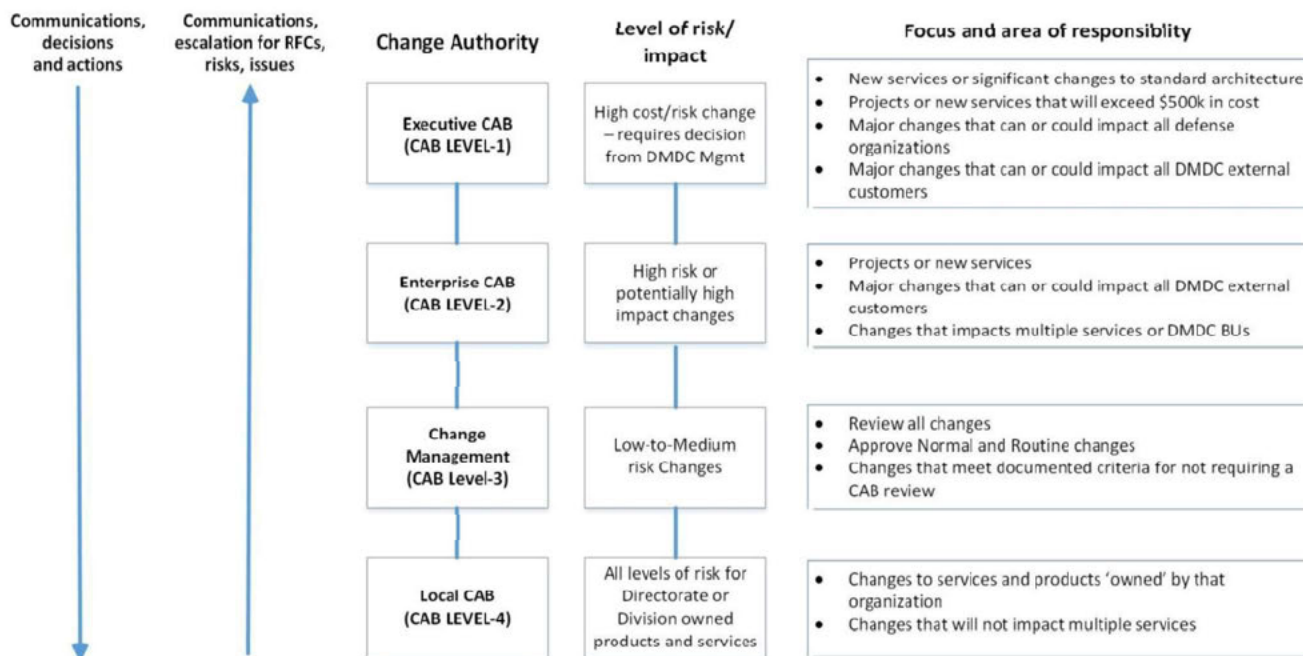 Communications,
decisions
and actions
Communications,
escalation for RFCs,
risks, issues
Change Authority
Level of risk/
impact
Focus and area of responsiblity
Executive CAB
(CAB LEVEL-1)
High cost/risk change
– requires decision
from DMDC Mgmt
• New services or significant changes to standard architecture
• Projects or new services that will exceed $500k in cost
• Major changes that can or could impact all defense
organizations
• Major changes that can or could impact all DMDC external
customers
Enterprise CAB
(CAB LEVEL-2)
High risk or
potentially high
impact changes
• Projects or new services
• Major changes that can or could impact all DMDC external
customers
• Changes that impacts multiple services or DMDC BUs
Change
Management
(CAB Level-3)
Low-to-Medium
risk Changes
• Review all changes
• Approve Normal and Routine changes
• Changes that meet documented criteria for not requiring a
CAB review
Local CAB
(CAB LEVEL-4)
All levels of risk for
Directorate or
Division owned
products and services
• Changes to services and products ‘owned’ by that
organization
• Changes that will not impact multiple services